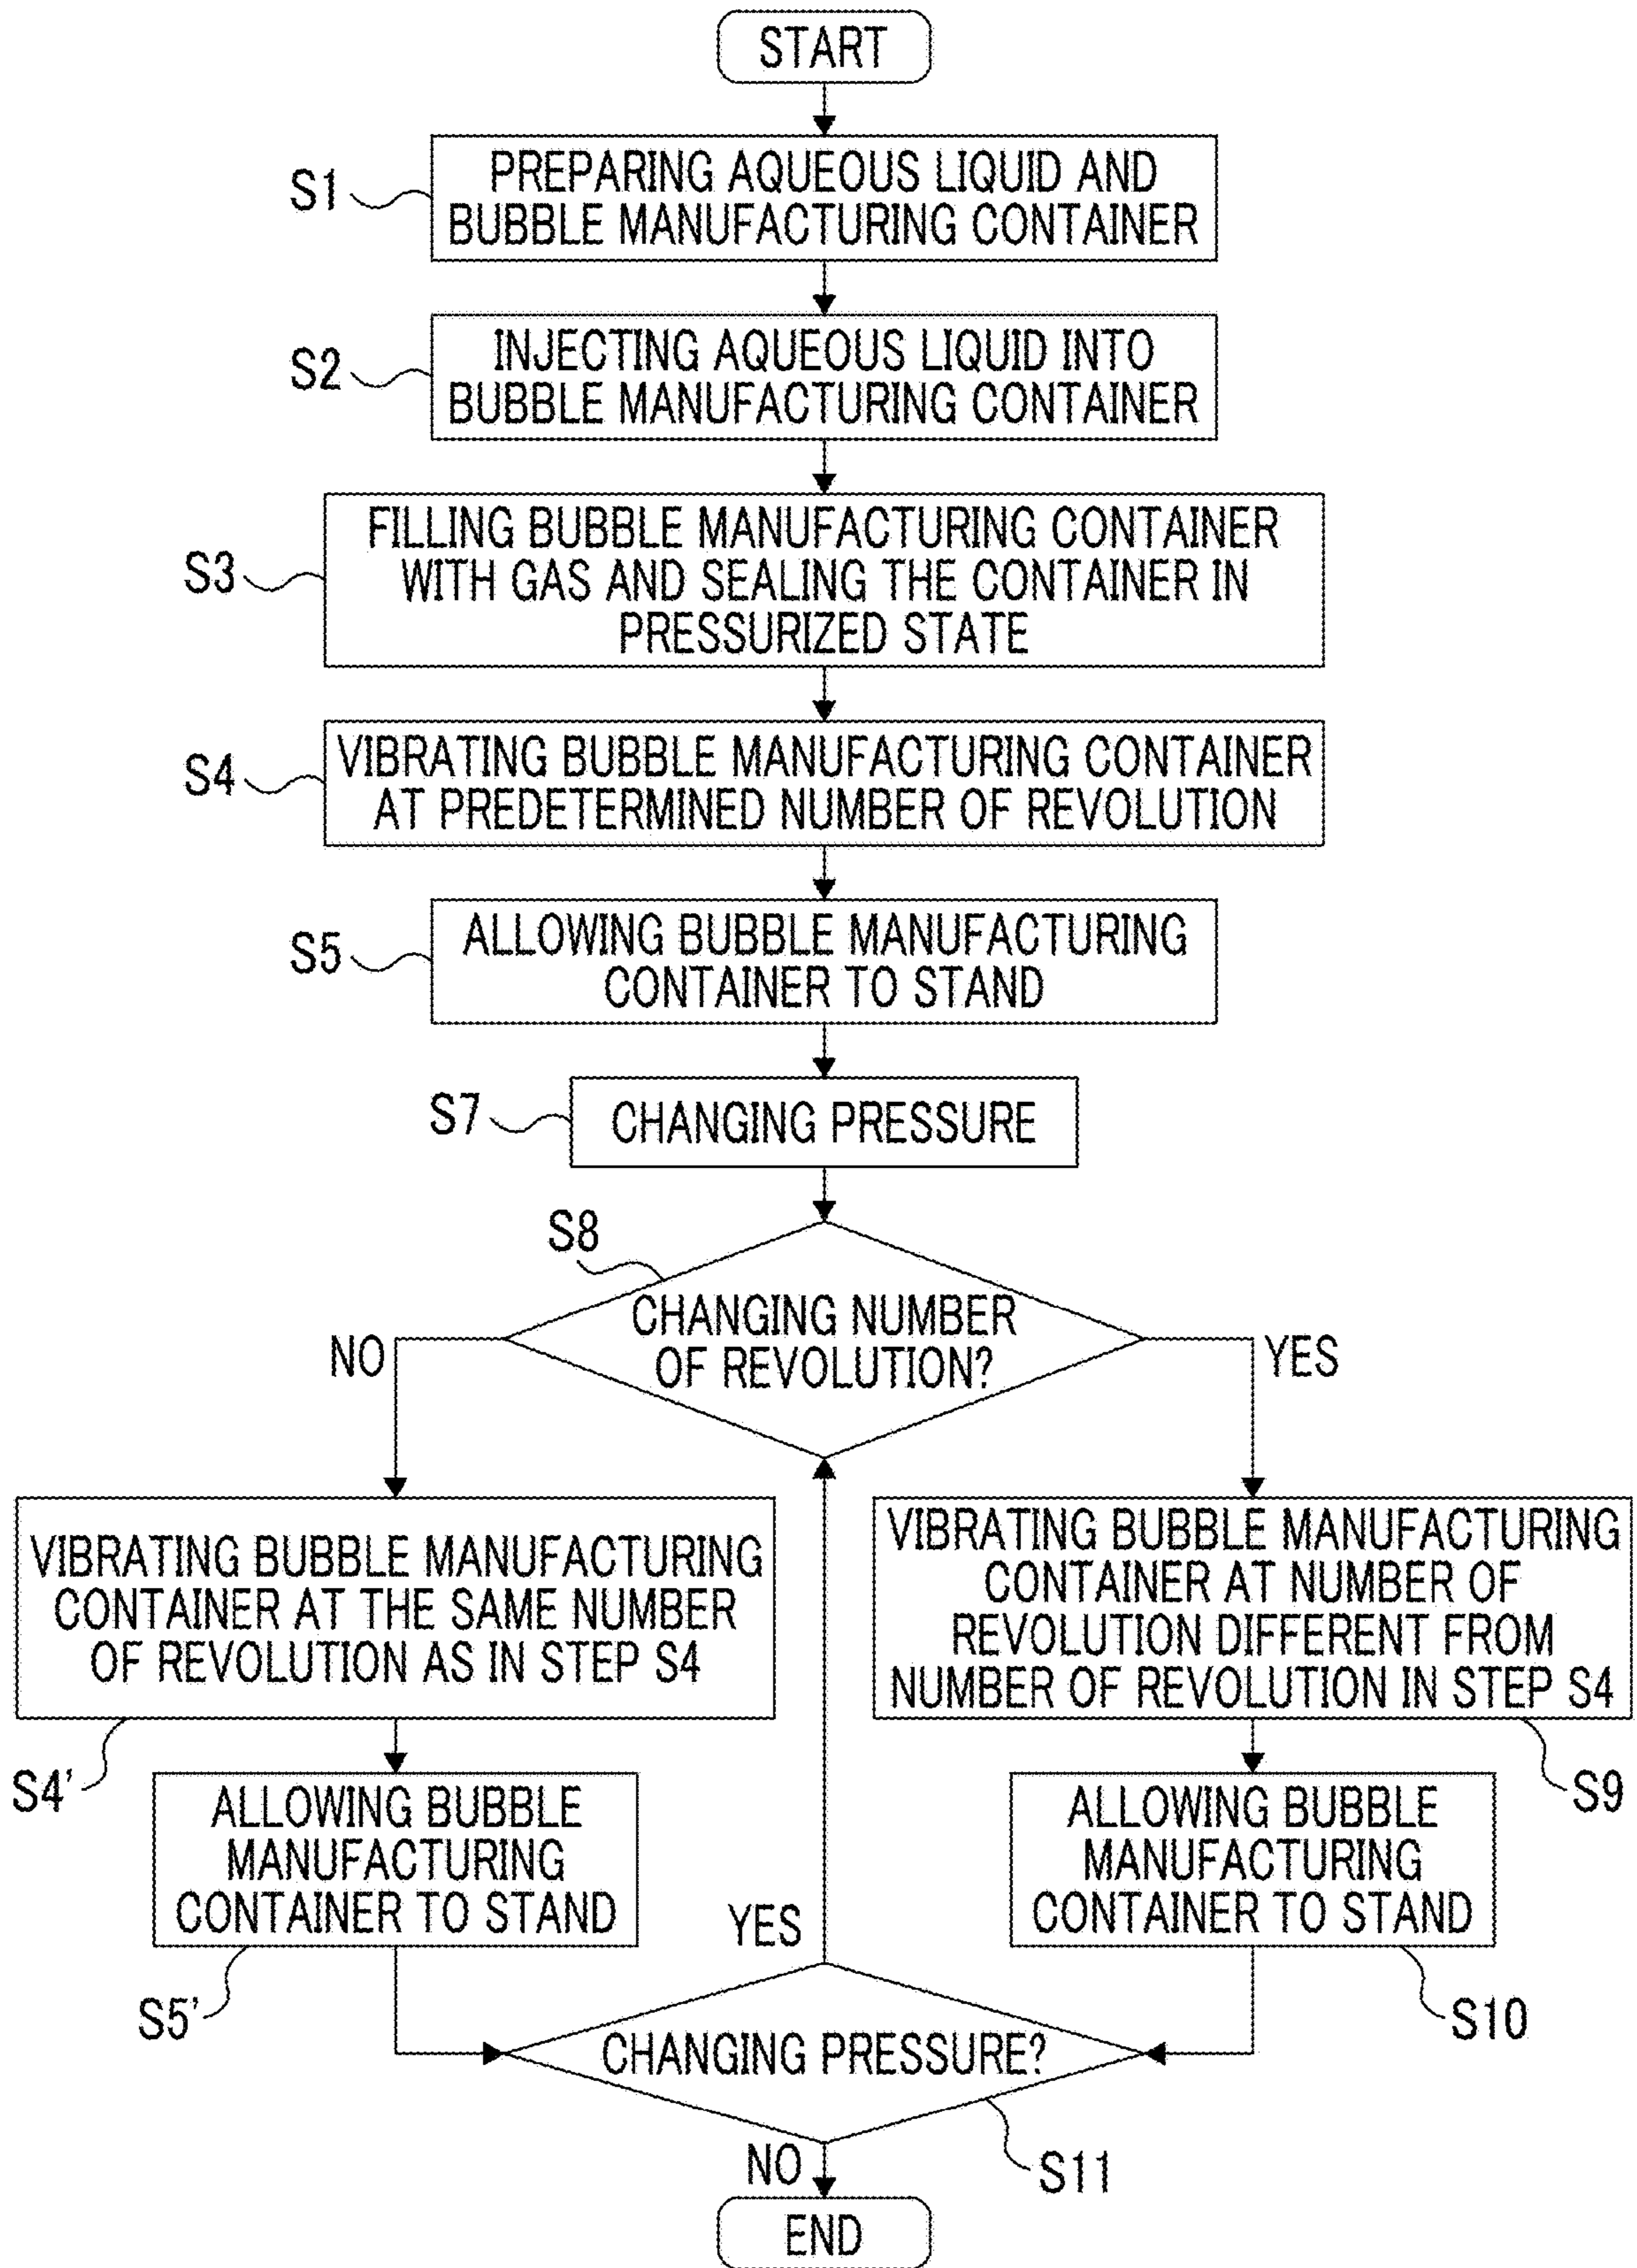 START
S1
PREPARING AQUEOUS LIQUID AND
BUBBLE MANUFACTURING CONTAINER
S2
INJECTING AQUEOUS LIQUID INTO
BUBBLE MANUFACTURING CONTAINER
S3
FILLING BUBBLE MANUFACTURING CONTAINER
WITH GAS AND SEALING THE CONTAINER IN
PRESSURIZED STATE
S4
VIBRATING BUBBLE MANUFACTURING CONTAINER
AT PREDETERMINED NUMBER OF REVOLUTION
S5
ALLOWING BUBBLE MANUFACTURING
CONTAINER TO STAND
S7
CHANGING PRESSURE
S8
CHANGING NUMBER
OF REVOLUTION?
NO
YES
VIBRATING BUBBLE MANUFACTURING
CONTAINER AT THE SAME NUMBER
OF REVOLUTION AS IN STEP S4
S4'
VIBRATING BUBBLE MANUFACTURING
CONTAINER AT NUMBER OF
REVOLUTION DIFFERENT FROM
NUMBER OF REVOLUTION IN STEP S4
S9
ALLOWING BUBBLE
MANUFACTURING
CONTAINER TO STAND
S5'
ALLOWING BUBBLE
MANUFACTURING
CONTAINER TO STAND
S10
YES
CHANGING PRESSURE?
S11
NO
END